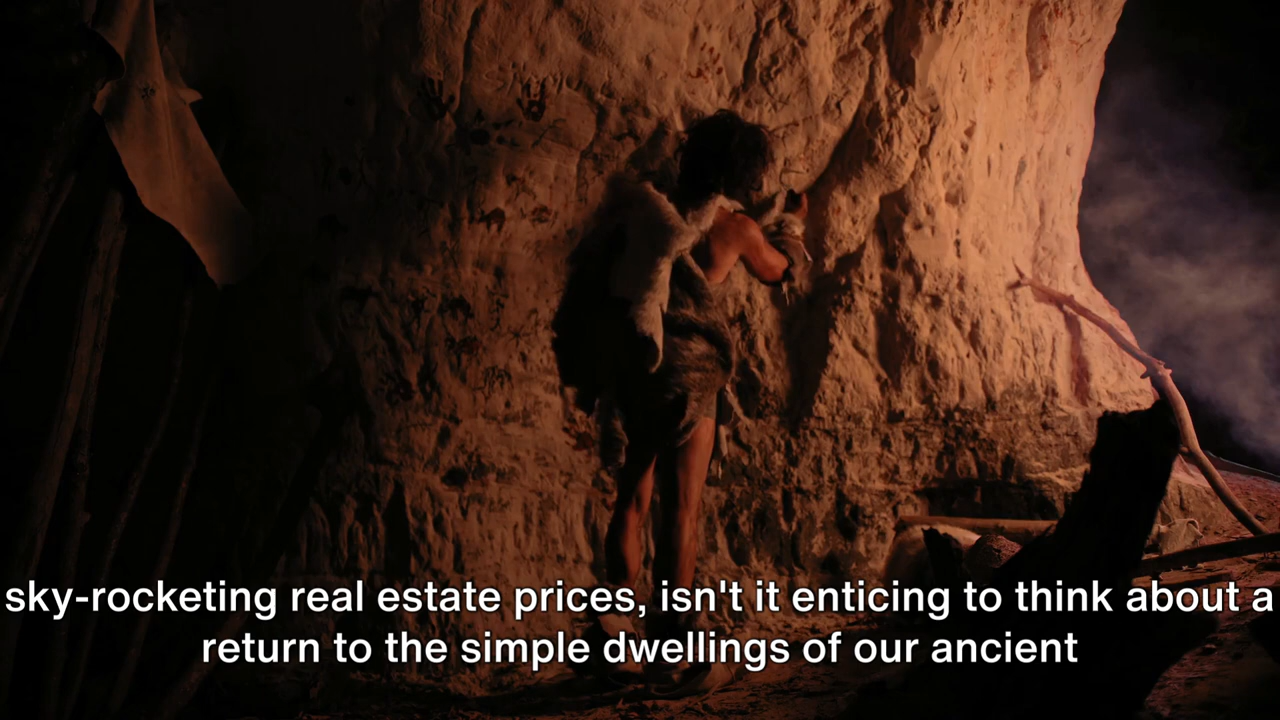 sky-rocketing real estate prices, isn't it enticing to think about a
return to the simple dwellings of our ancient